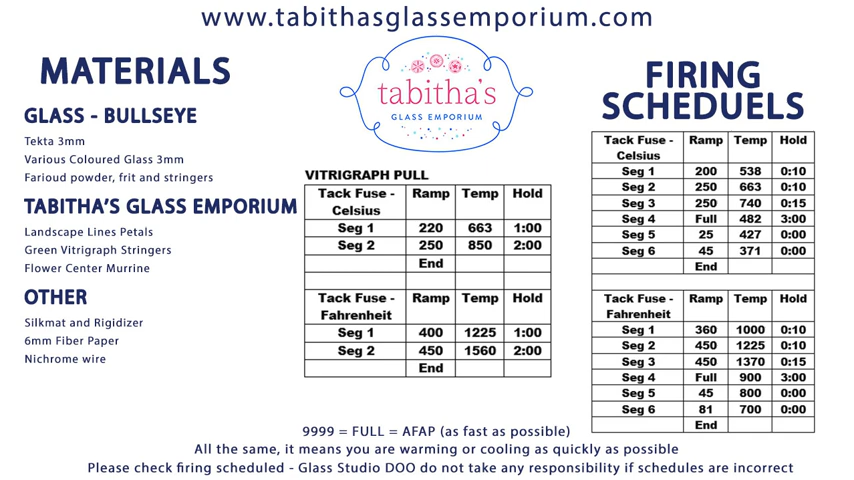 www.tabithasglassemporium.com
MATERIALS
GLASS - BULLSEYE
Tekta 3mm
Various Coloured Glass 3mm
Farioud powder, frit and stringers
TABITHA'S GLASS EMPORIUM
Landscape Lines Petals
Green Vitrigraph Stringers
Flower Center Murrine
OTHER
Silkmat and Rigidizer
6mm Fiber Paper
Nichrome wire
tabitha's
GLASS EMPORIUM
VITRIGRAPH PULL
Tack Fuse - Ramp Temp Hold
Celsius
Seg 1 220 663 1:00
Seg 2 250 850 2:00
End
Tack Fuse - Ramp Temp Hold
Fahrenheit
Seg 1 400 1225 1:00
Seg 2 450 1560 2:00
End
FIRING
SCHEDUELS
Tack Fuse - Ramp Temp Hold
Celsius
Seg 1 200 538 0:10
Seg 2 250 663 0:10
Seg 3 250 740 0:15
Seg 4 Full 482 3:00
Seg 5 25 427 0:00
Seg 6 45 371 0:00
End
Tack Fuse - Ramp Temp Hold
Fahrenheit
Seg 1 360 1000 0:10
Seg 2 450 1225 0:10
Seg 3 450 1370 0:15
Seg 4 Full 900 3:00
Seg 5 45 800 0:00
Seg 6 81 700 0:00
End
9999 = FULL = AFAP (as fast as possible)
All the same, it means you are warming or cooling as quickly as possible
Please check firing scheduled - Glass Studio DOO do not take any responsibility if schedules are incorrect